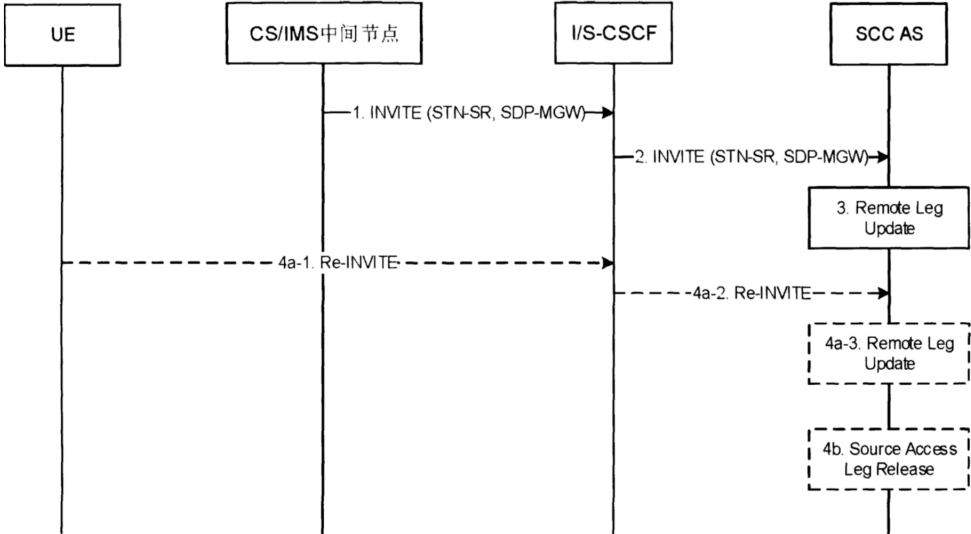 UE
CS/IMS中间节点
I/S-CSCF
SCC AS
1. INVITE (STN-SR, SDP-MGW)
2. INVITE (STN-SR, SDP-MGW)
3. Remote Leg
Update
4a-1. Re-INVITE
4a-2. Re-INVITE
4a-3. Remote Leg
Update
4b. Source Access
Leg Release